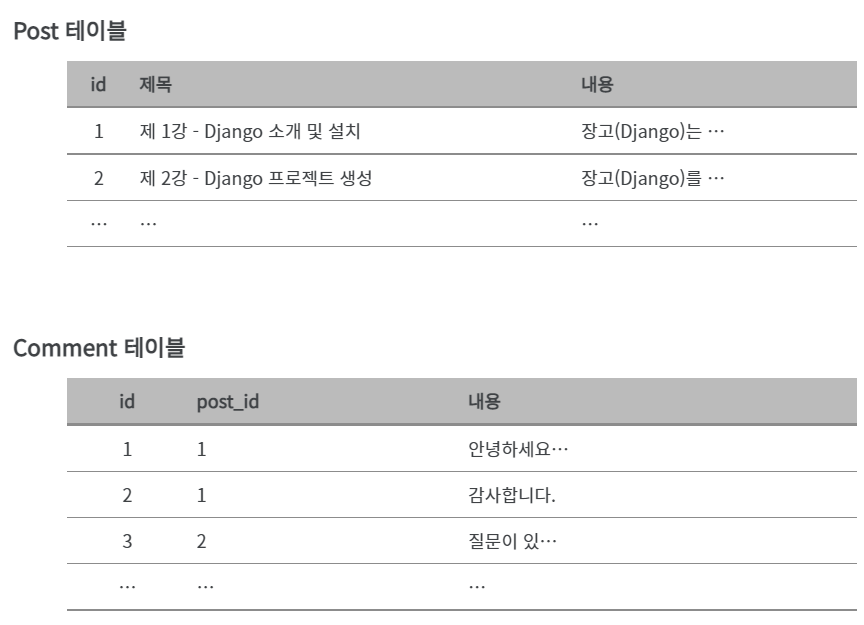 Post 테이블
id 제목 내용
1 제 1강 - Django 소개 및 설치 장고(Django)는 …
2 제 2강 - Django 프로젝트 생성 장고(Django)를 …
… … …
Comment 테이블
id post_id 내용
1 1 안녕하세요…
2 1 감사합니다.
3 2 질문이 있…
… … …